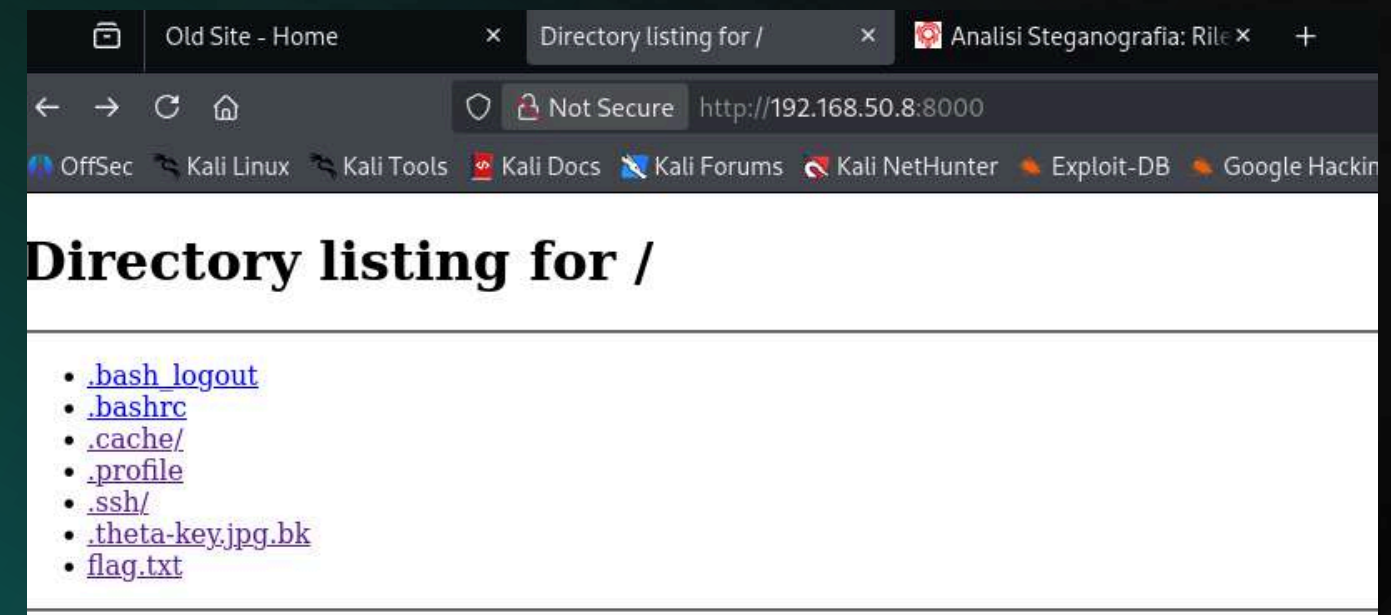 Old Site - Home × Directory listing for / × Analisi Steganografia: Rile × +
Not Secure http://192.168.50.8:8000
OffSec Kali Linux Kali Tools Kali Docs Kali Forums Kali NetHunter Exploit-DB Google Hackin
Directory listing for /
• .bash_logout
• .bashrc
• .cache/
• .profile
• .ssh/
• .theta-key.jpg.bk
• flag.txt